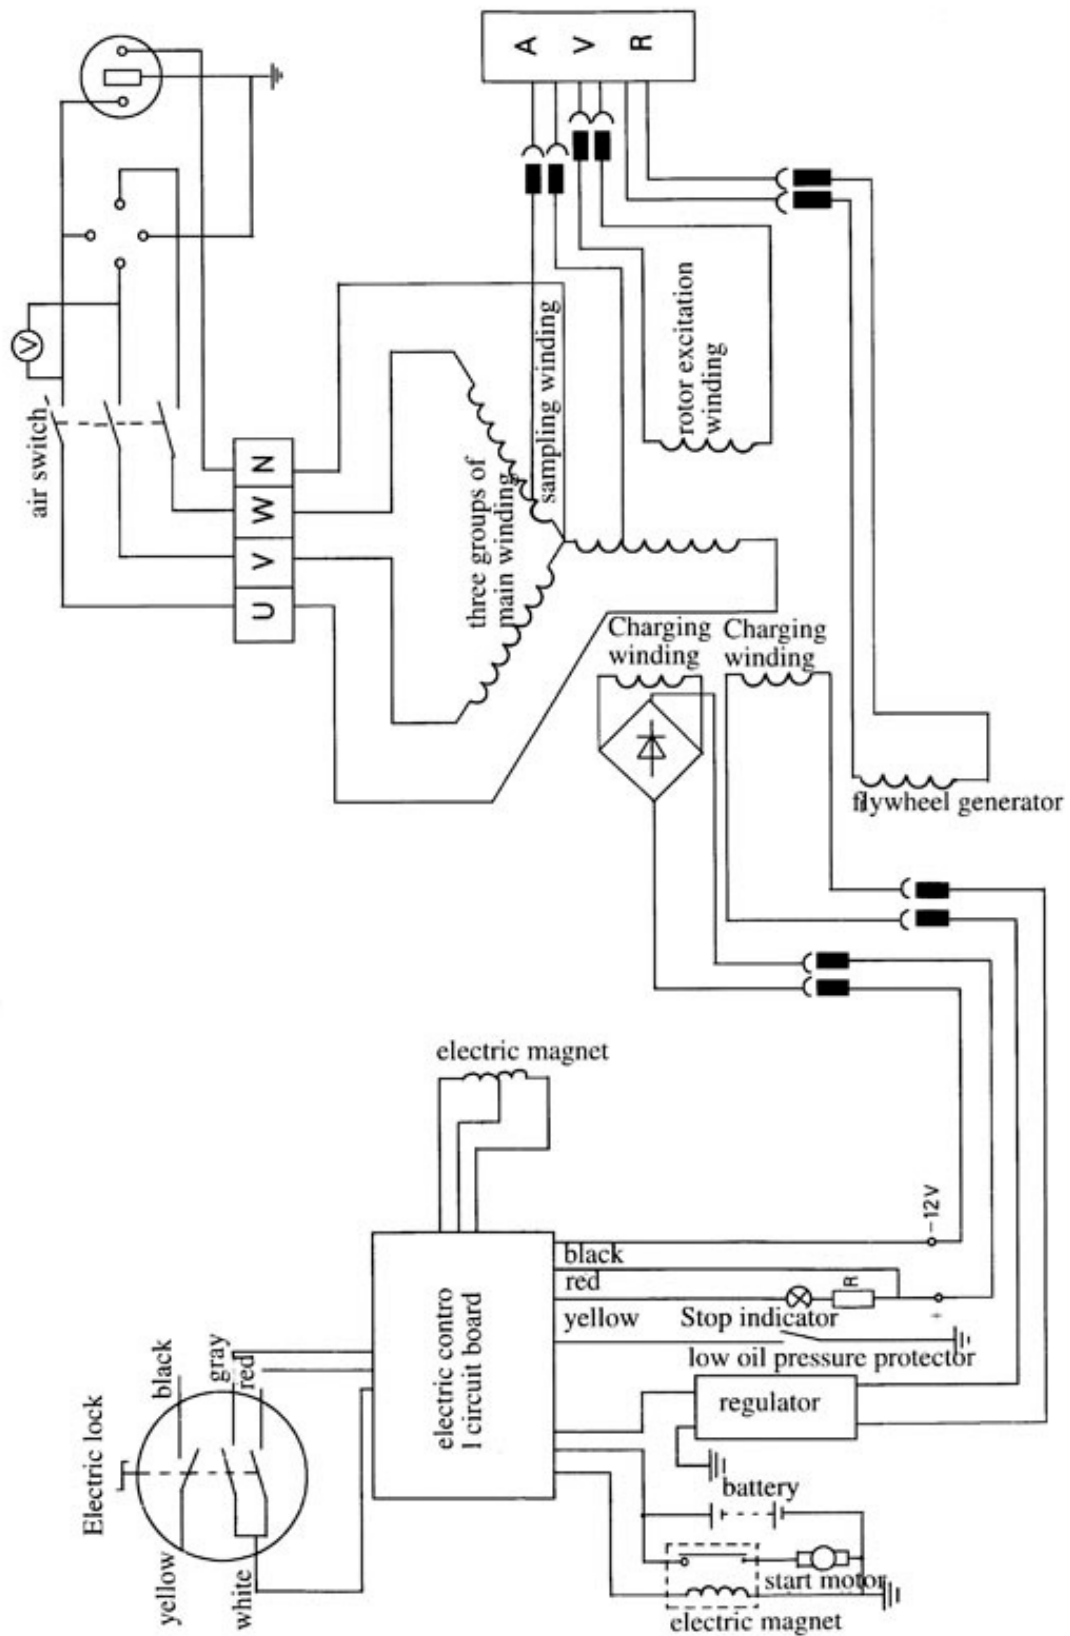 A V R
V
air switch
N
W
V
U
three groups of
main winding
sampling winding
rotor excitation
winding
Charging
winding
Charging
winding
flywheel generator
electric magnet
electric contro
l circuit board
black
red
yellow
-12V
R
+
Stop indicator
low oil pressure protector
regulator
battery
start motor
electric magnet
Electric lock
black
gray
red
yellow
white